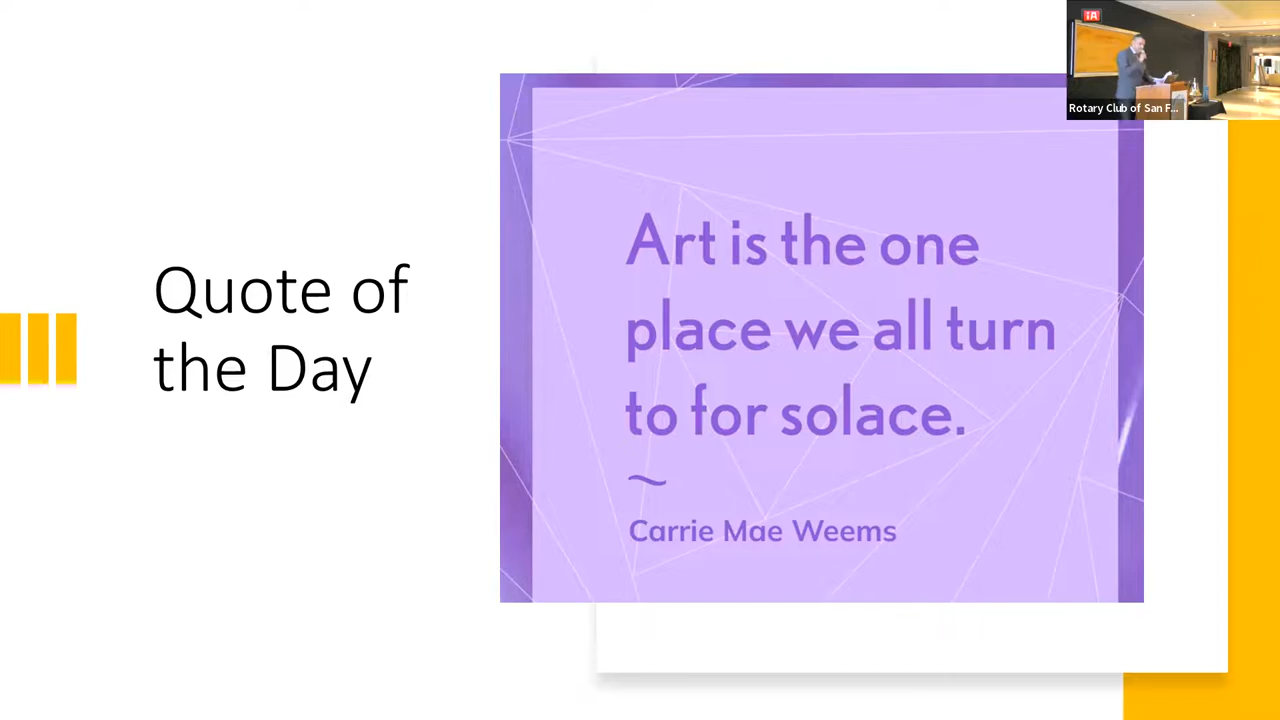 Quote of
the Day
Art is the one
place we all turn
to for solace.
~
Carrie Mae Weems
iA
Rotary Club of San F...